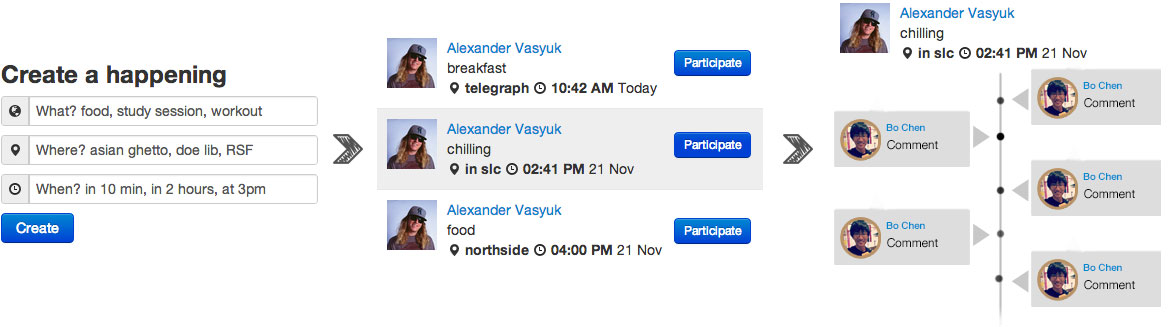 Create a happening
What? food, study session, workout
Where? asian ghetto, doe lib, RSF
When? in 10 min, in 2 hours, at 3pm
Create
Alexander Vasyuk
breakfast
telegraph 10:42 AM Today
Participate
Alexander Vasyuk
chilling
in slc 02:41 PM 21 Nov
Participate
Alexander Vasyuk
food
northside 04:00 PM 21 Nov
Participate
Alexander Vasyuk
chilling
in slc 02:41 PM 21 Nov
Bo Chen
Comment
Bo Chen
Comment
Bo Chen
Comment
Bo Chen
Comment
Bo Chen
Comment